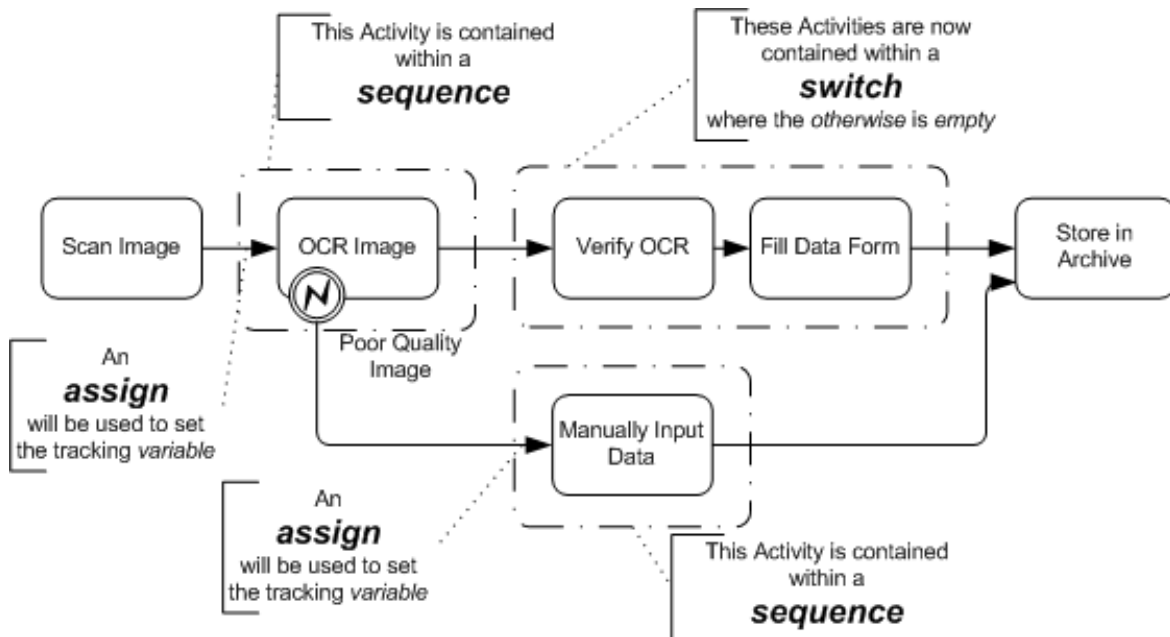 This Activity is contained
within a
sequence
These Activities are now
contained within a
switch
where the otherwise is empty
Scan Image
OCR Image
Verify OCR
Fill Data Form
Store in
Archive
Poor Quality
Image
An
assign
will be used to set
the tracking variable
Manually Input
Data
An
assign
will be used to set
the tracking variable
This Activity is contained
within a
sequence